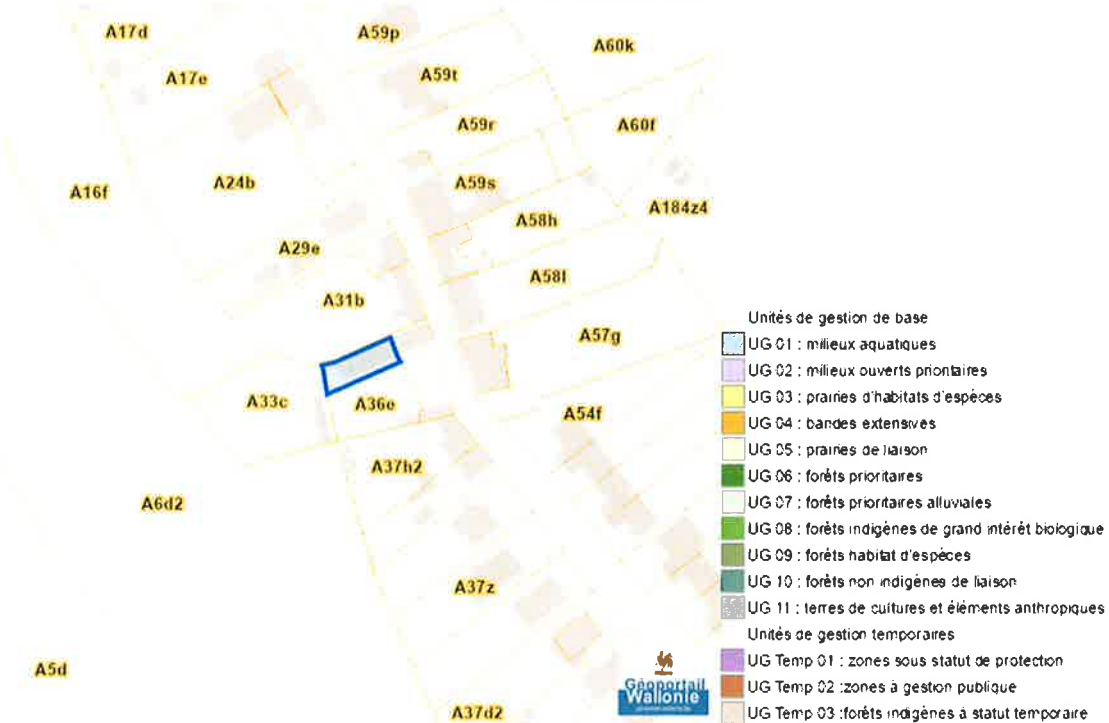 A17d
A59p
A60k
A17e
A59t
A59r
A60f
A16f
A24b
A59s
A58h
A184z4
A29e
A58l
A31b
A57g
A33c
A36e
A54f
A37h2
A6d2
A37z
A5d
A37d2
Unités de gestion de base
UG 01 : milieux aquatiques
UG 02 : milieux ouverts prioritaires
UG 03 : prairies d'habitats d'espèces
UG 04 : bandes extensives
UG 05 : prairies de liaison
UG 06 : forêts prioritaires
UG 07 : forêts prioritaires alluviales
UG 08 : forêts indigènes de grand intérêt biologique
UG 09 : forêts habitat d'espèces
UG 10 : forêts non indigènes de liaison
UG 11 : terres de cultures et éléments anthropiques
Unités de gestion temporaires
UG Temp 01 : zones sous statut de protection
UG Temp 02 :zones à gestion publique
UG Temp 03 :forêts indigènes à statut temporaire
Géoportail
Wallonie